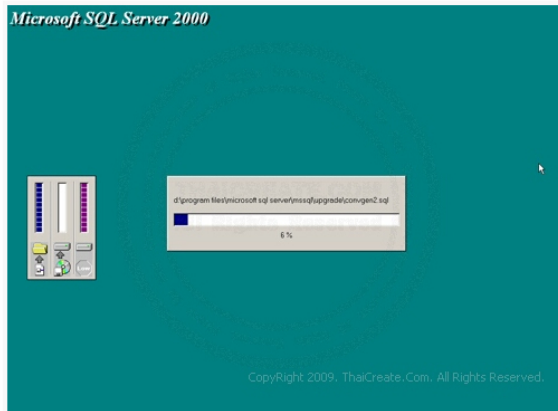 Microsoft SQL Server 2000
d:\program files\microsoft sql server\mssql\upgrade\convgen2.sql
6 %
CopyRight 2009. ThaiCreate.Com. All Rights Reserved.